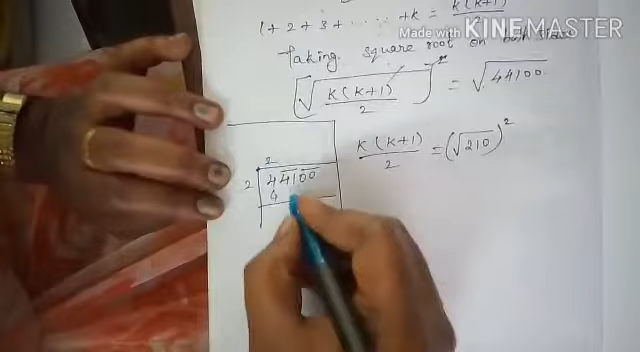 1 + 2 + 3 + ...... + k = k(k+1)
Made with KINEMASTER
Taking square root on both
[√k(k+1)/2]² = √44100
k(k+1)/2 = (√210)²
2
2 44100
4